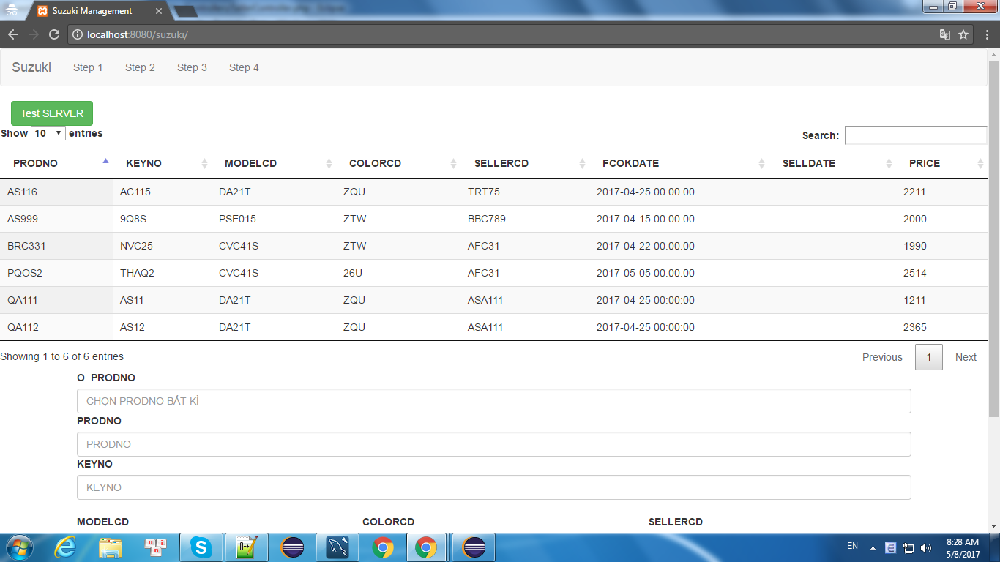 Suzuki Management
localhost:8080/suzuki/
Suzuki Step 1 Step 2 Step 3 Step 4
Test SERVER
Show 10 entries Search:
PRODNO KEYNO MODELCD COLORCD SELLERCD FCOKDATE SELLDATE PRICE
AS116 AC115 DA21T ZQU TRT75 2017-04-25 00:00:00 2211
AS999 9Q8S PSE015 ZTW BBC789 2017-04-15 00:00:00 2000
BRC331 NVC25 CVC41S ZTW AFC31 2017-04-22 00:00:00 1990
PQOS2 THAQ2 CVC41S 26U AFC31 2017-05-05 00:00:00 2514
QA111 AS11 DA21T ZQU ASA111 2017-04-25 00:00:00 1211
QA112 AS12 DA21T ZQU ASA111 2017-04-25 00:00:00 2365
Showing 1 to 6 of 6 entries Previous 1 Next
O_PRODNO
CHỌN PRODNO BẤT KÌ
PRODNO
PRODNO
KEYNO
KEYNO
MODELCD COLORCD SELLERCD
EN 8:28 AM
5/8/2017